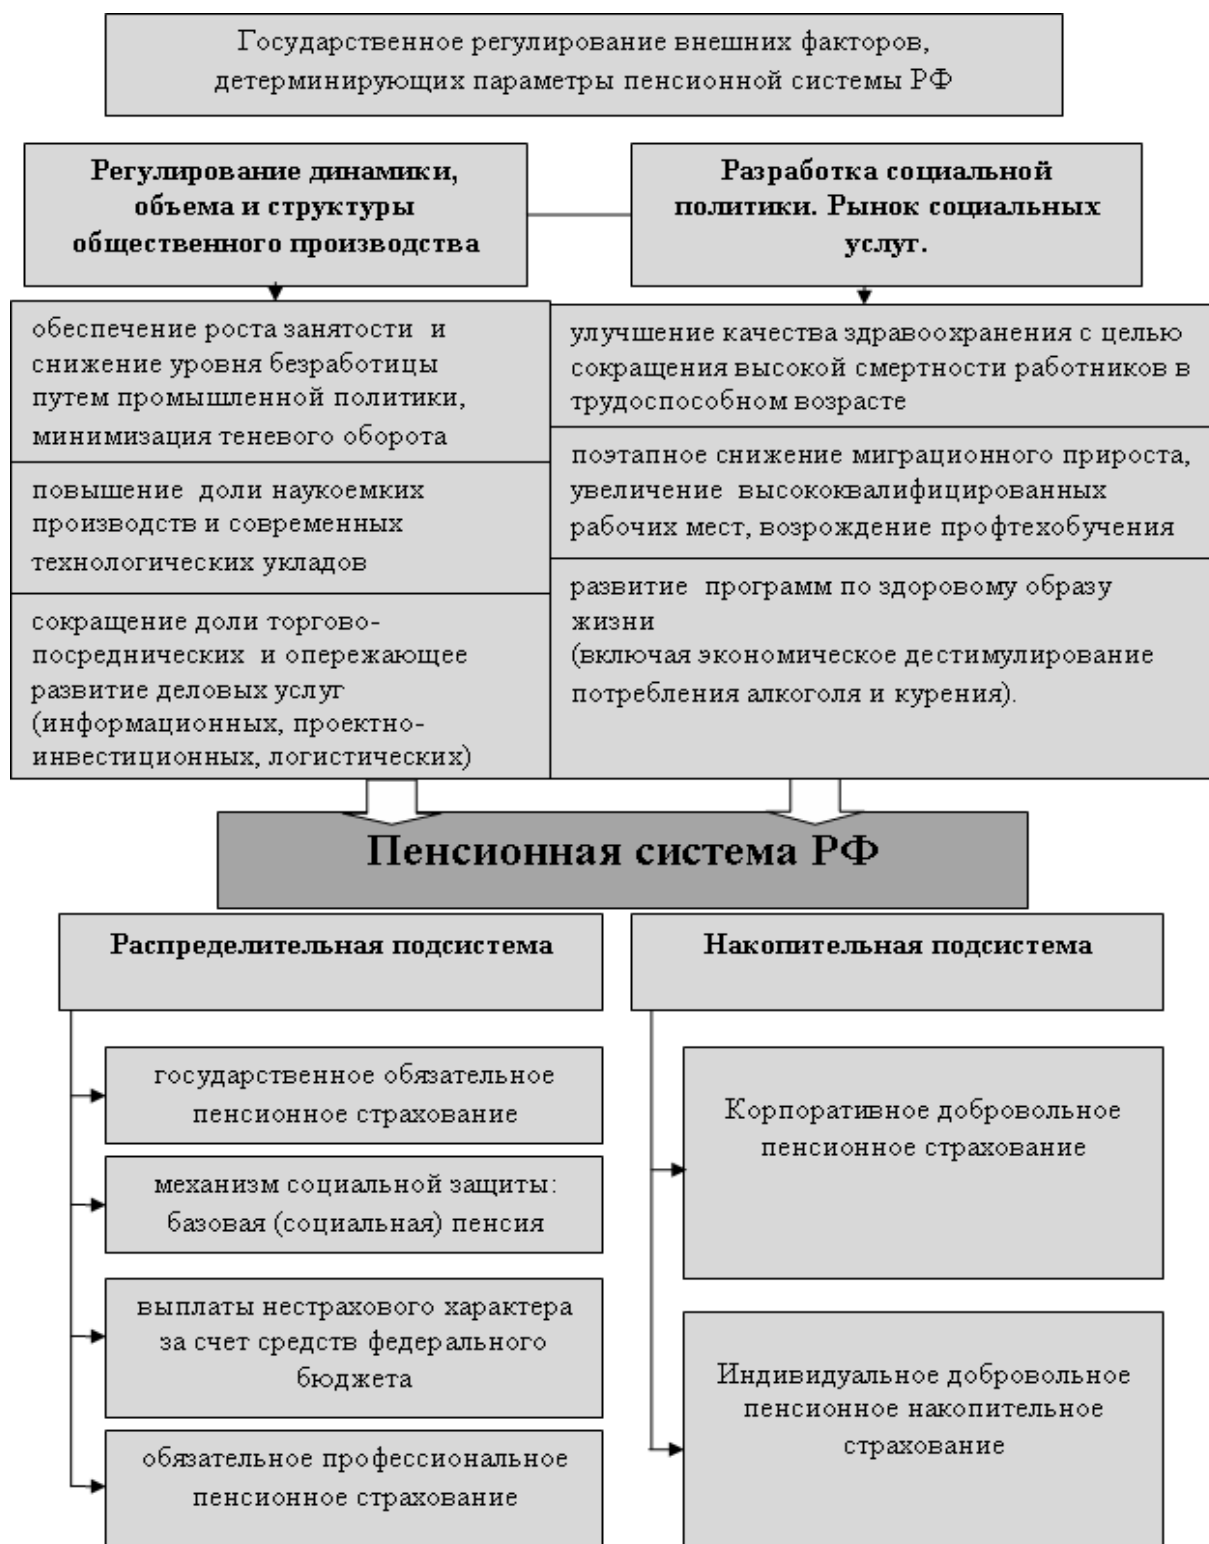 Государственное регулирование внешних факторов,
детерминирующих параметры пенсионной системы РФ
Регулирование динамики,
объема и структуры
общественного производства
Разработка социальной
политики. Рынок социальных
услуг.
обеспечение роста занятости и
снижение уровня безработицы
путем промышленной политики,
минимизация теневого оборота
повышение доли наукоемких
производств и современных
технологических укладов
сокращение доли торгово-
посреднических и опережающее
развитие деловых услуг
(информационных, проектно-
инвестиционных, логистических)
улучшение качества здравоохранения с целью
сокращения высокой смертности работников в
трудоспособном возрасте
поэтапное снижение миграционного прироста,
увеличение высококвалифицированных
рабочих мест, возрождение профтехобучения
развитие программ по здоровому образу
жизни
(включая экономическое дестимулирование
потребления алкоголя и курения).
Пенсионная система РФ
Распределительная подсистема
государственное обязательное
пенсионное страхование
механизм социальной защиты:
базовая (социальная) пенсия
выплаты нестрахового характера
за счет средств федерального
бюджета
обязательное профессиональное
пенсионное страхование
Накопительная подсистема
Корпоративное добровольное
пенсионное страхование
Индивидуальное добровольное
пенсионное накопительное
страхование